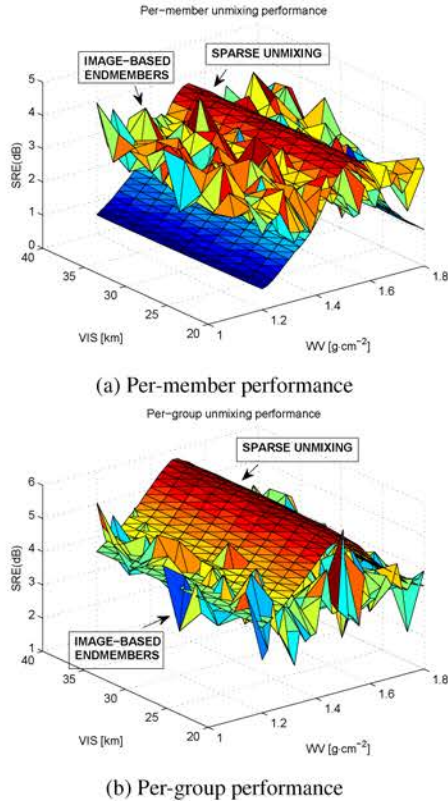 Per-member unmixing performance
IMAGE-BASED
ENDMEMBERS
SPARSE UNMIXING
5
4
3
2
1
0
SRE(dB)
40
35
30
25
20
VIS [km]
1
1.2
1.4
1.6
1.8
WV [g·cm⁻²]
(a) Per-member performance
Per-group unmixing performance
SPARSE UNMIXING
6
5
4
3
2
1
SRE(dB)
IMAGE-BASED
ENDMEMBERS
40
35
30
25
20
VIS [km]
1
1.2
1.4
1.6
1.8
WV [g·cm⁻²]
(b) Per-group performance